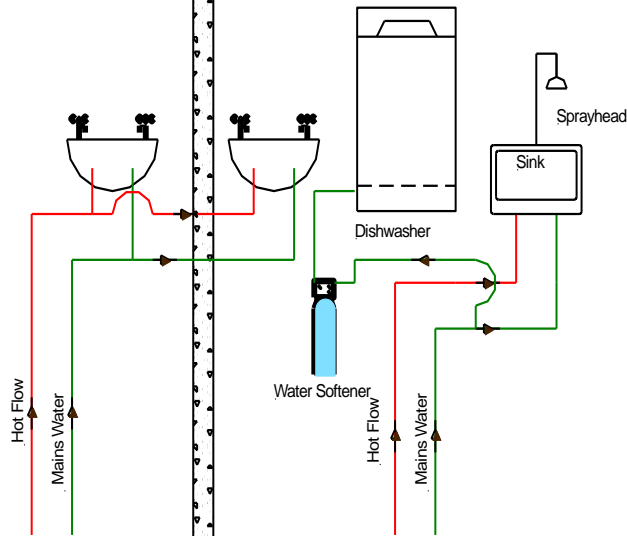 Sprayhead
Sink
Dishwasher
Water Softener
Hot Flow
Mains Water
Hot Flow
Mains Water